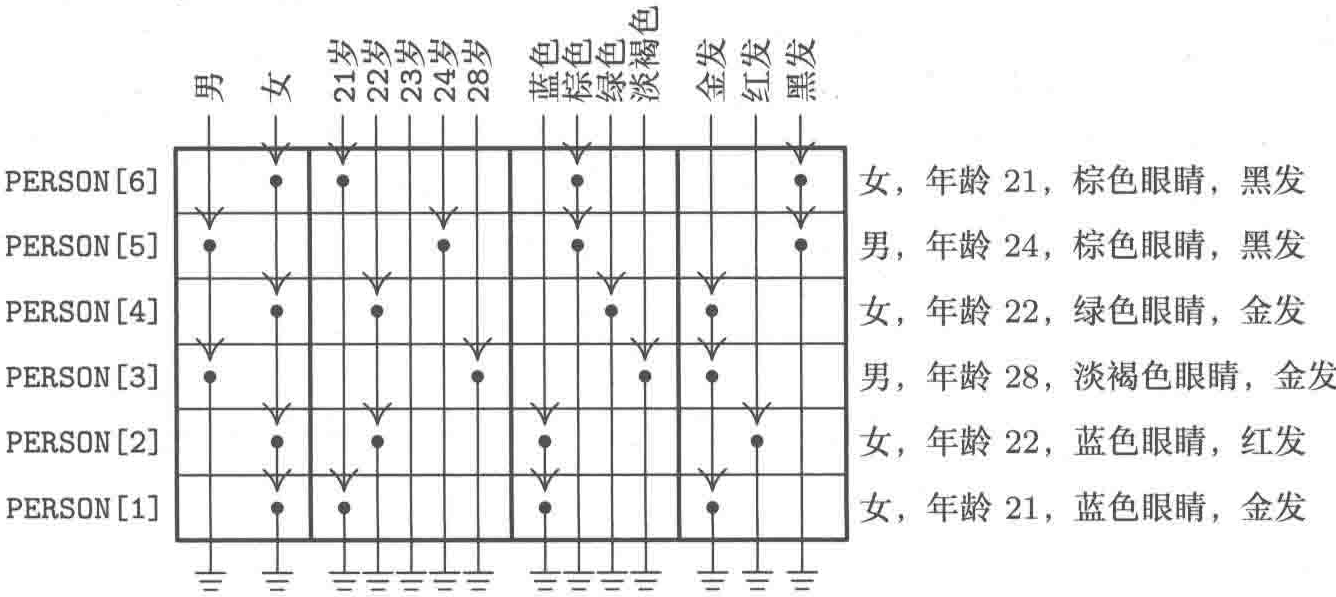 男 女 21岁 22岁 23岁 24岁 28岁 蓝色 棕色 绿色 淡褐色 金发 红发 黑发
PERSON[6] 女，年龄 21，棕色眼睛，黑发
PERSON[5] 男，年龄 24，棕色眼睛，黑发
PERSON[4] 女，年龄 22，绿色眼睛，金发
PERSON[3] 男，年龄 28，淡褐色眼睛，金发
PERSON[2] 女，年龄 22，蓝色眼睛，红发
PERSON[1] 女，年龄 21，蓝色眼睛，金发